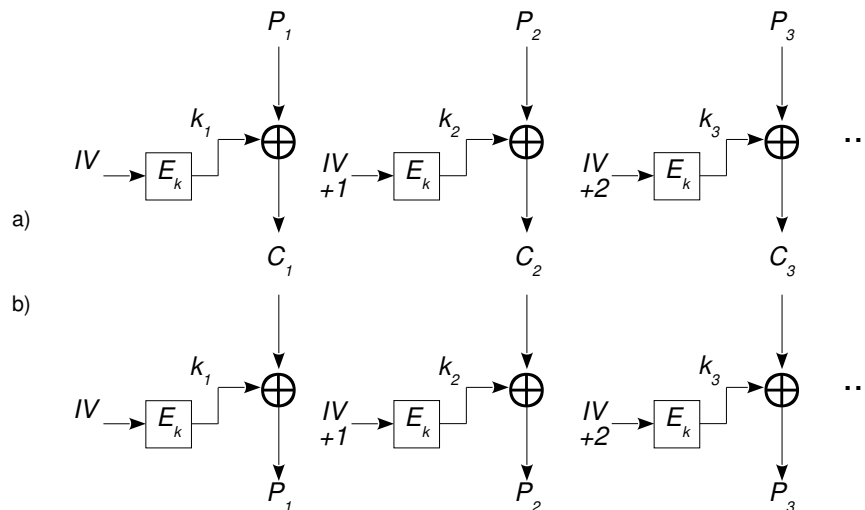 P1 P2 P3
k1 k2 k3 ..
IV Ek IV +1 Ek IV +2 Ek
a)
C1 C2 C3
b)
k1 k2 k3 ..
IV Ek IV +1 Ek IV +2 Ek
P1 P2 P3